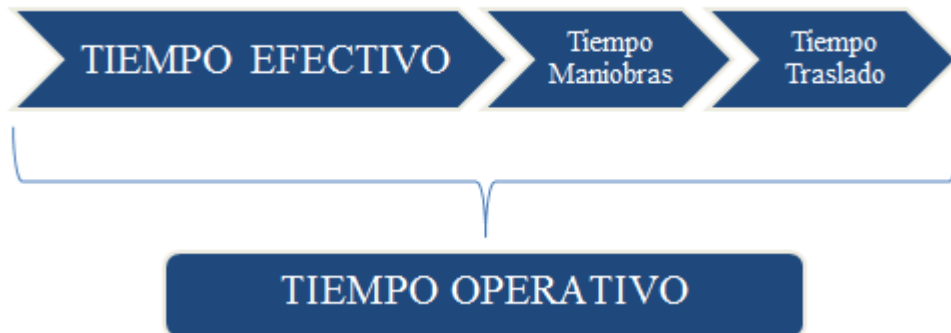 TIEMPO EFECTIVO
Tiempo
Maniobras
Tiempo
Traslado
TIEMPO OPERATIVO